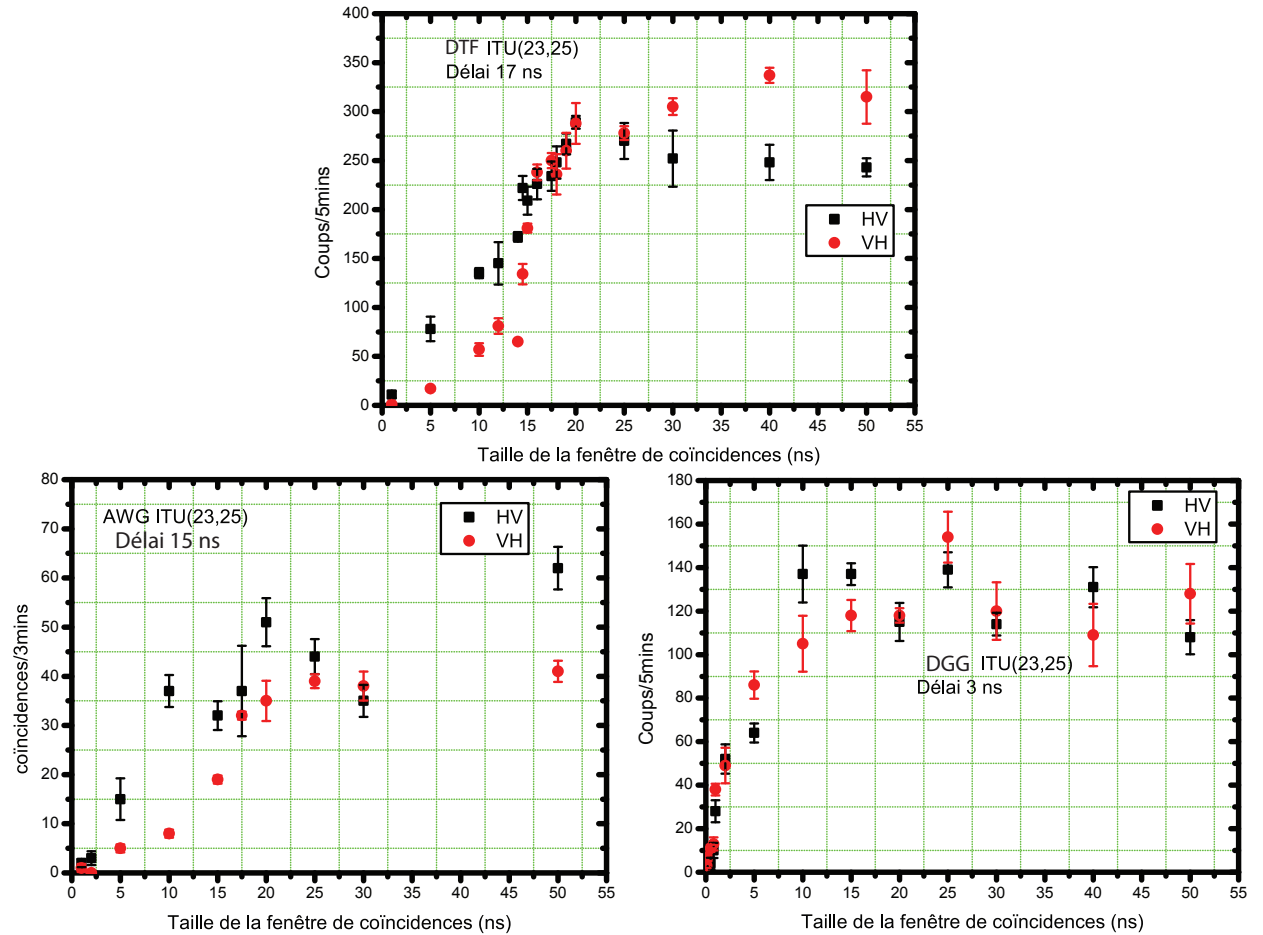 400
350
300
250
200
150
100
50
0
Coups/5mins
DTF ITU(23,25)
Délai 17 ns
HV
VH
0 5 10 15 20 25 30 35 40 45 50 55
Taille de la fenêtre de coïncidences (ns)
80
70
60
50
40
30
20
10
0
coïncidences/3mins
AWG ITU(23,25)
Délai 15 ns
HV
VH
0 5 10 15 20 25 30 35 40 45 50 55
Taille de la fenêtre de coïncidences (ns)
180
160
140
120
100
80
60
40
20
0
Coups/5mins
HV
VH
DGG ITU(23,25)
Délai 3 ns
0 5 10 15 20 25 30 35 40 45 50 55
Taille de la fenêtre de coïncidences (ns)